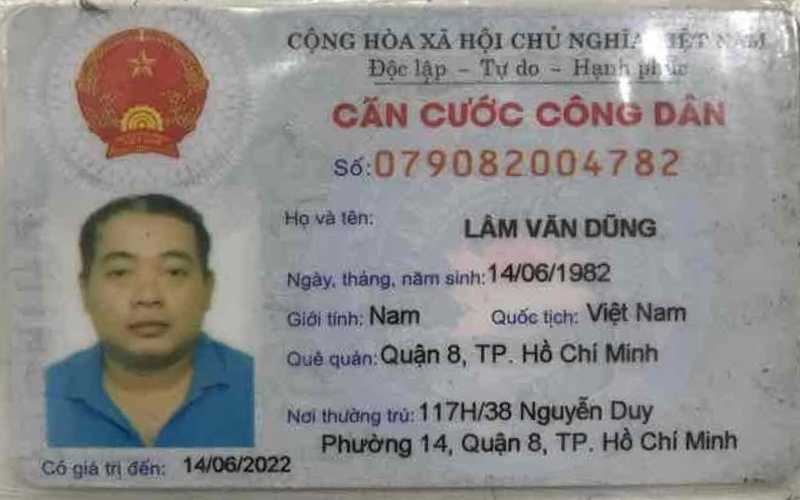 CỘNG HÒA XÃ HỘI CHỦ NGHĨA VIỆT NAM
Độc lập - Tự do - Hạnh phúc
CĂN CƯỚC CÔNG DÂN
Số: 079082004782
Họ và tên: LÂM VĂN DŨNG
Ngày, tháng, năm sinh: 14/06/1982
Giới tính: Nam Quốc tịch: Việt Nam
Quê quán: Quận 8, TP. Hồ Chí Minh
Nơi thường trú: 117H/38 Nguyễn Duy
Phường 14, Quận 8, TP. Hồ Chí Minh
Có giá trị đến: 14/06/2022